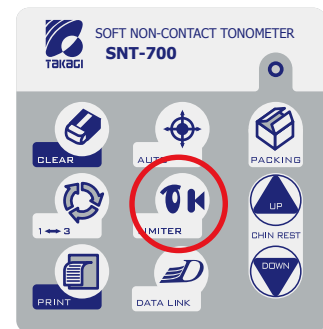 SOFT NON-CONTACT TONOMETER
TAKAGI
SNT-700
CLEAR
AUTO
PACKING
UP
1 ↔ 3
LIMITER
CHIN REST
DOWN
PRINT
DATA LINK